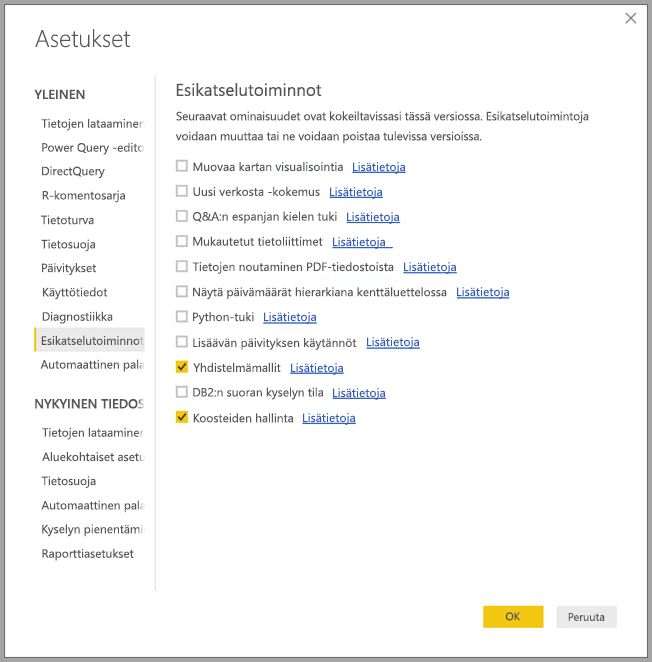 Asetukset
YLEINEN
Tietojen lataaminen
Power Query -edito
DirectQuery
R-komentosarja
Tietoturva
Tietosuoja
Päivitykset
Käyttötiedot
Diagnostiikka
Esikatselutoiminnot
Automaattinen pala
NYKYINEN TIEDOS
Tietojen lataaminen
Aluekohtaiset asetu
Tietosuoja
Automaattinen pala
Kyselyn pienentämi
Raporttiasetukset
Esikatselutoiminnot
Seuraavat ominaisuudet ovat kokeiltavissasi tässä versiossa. Esikatselutoimintoja
voidaan muuttaa tai ne voidaan poistaa tulevissa versioissa.
Muovaa kartan visualisointia Lisätietoja
Uusi verkosta -kokemus Lisätietoja
Q&A:n espanjan kielen tuki Lisätietoja
Mukautetut tietoliittimet Lisätietoja
Tietojen noutaminen PDF-tiedostoista Lisätietoja
Näytä päivämäärät hierarkiana kenttäluettelossa Lisätietoja
Python-tuki Lisätietoja
Lisäävän päivityksen käytännöt Lisätietoja
Yhdistelmämallit Lisätietoja
DB2:n suoran kyselyn tila Lisätietoja
Koosteiden hallinta Lisätietoja
OK
Peruuta